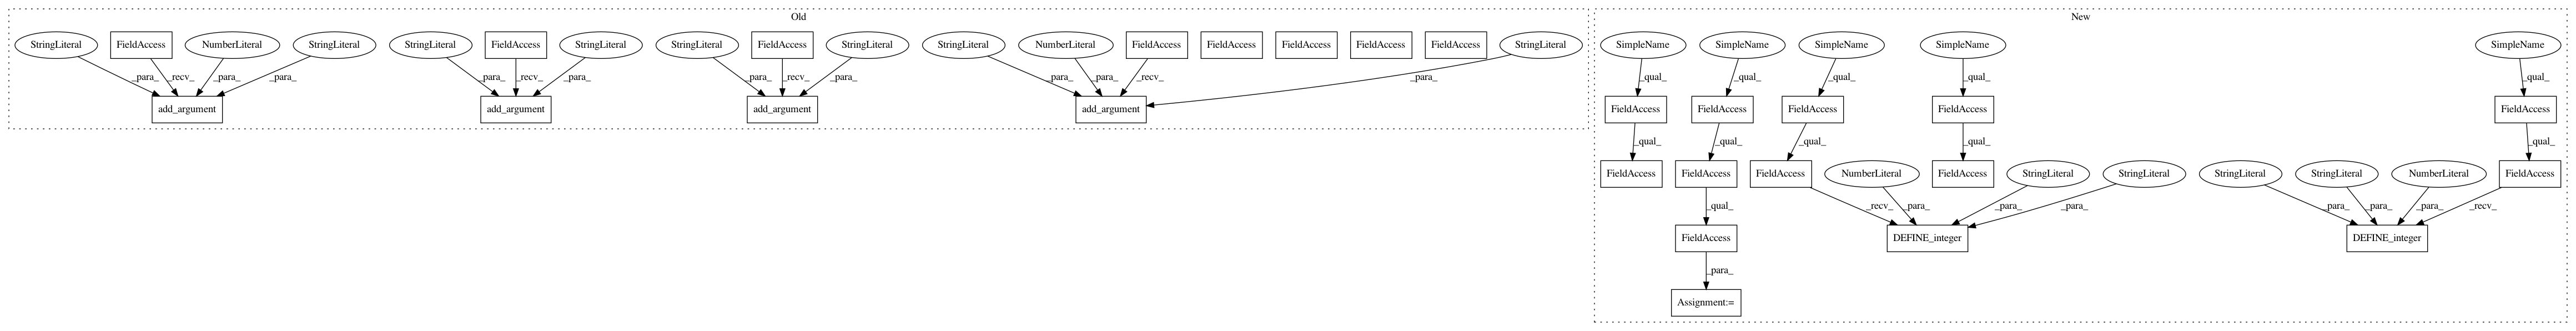 Old
New
StringLiteral FieldAccess NumberLiteral StringLiteral StringLiteral FieldAccess StringLiteral StringLiteral FieldAccess StringLiteral StringLiteral NumberLiteral FieldAccess FieldAccess FieldAccess FieldAccess FieldAccess StringLiteral SimpleName SimpleName SimpleName SimpleName SimpleName
_para_ _recv_ _para_ _para_ _para_ _recv_ _para_ _para_ _recv_ _para_ _para_ _para_ _recv_ _para_ _qual_ _qual_ _qual_ _qual_ _qual_
add_argument add_argument add_argument add_argument FieldAccess FieldAccess FieldAccess FieldAccess FieldAccess
_qual_ _qual_ _qual_ _qual_ _qual_
FieldAccess FieldAccess FieldAccess NumberLiteral FieldAccess StringLiteral StringLiteral StringLiteral StringLiteral NumberLiteral FieldAccess
_qual_ _recv_ _para_ _para_ _para_ _para_ _para_ _para_ _recv_
FieldAccess DEFINE_integer DEFINE_integer
_para_
Assignment:=